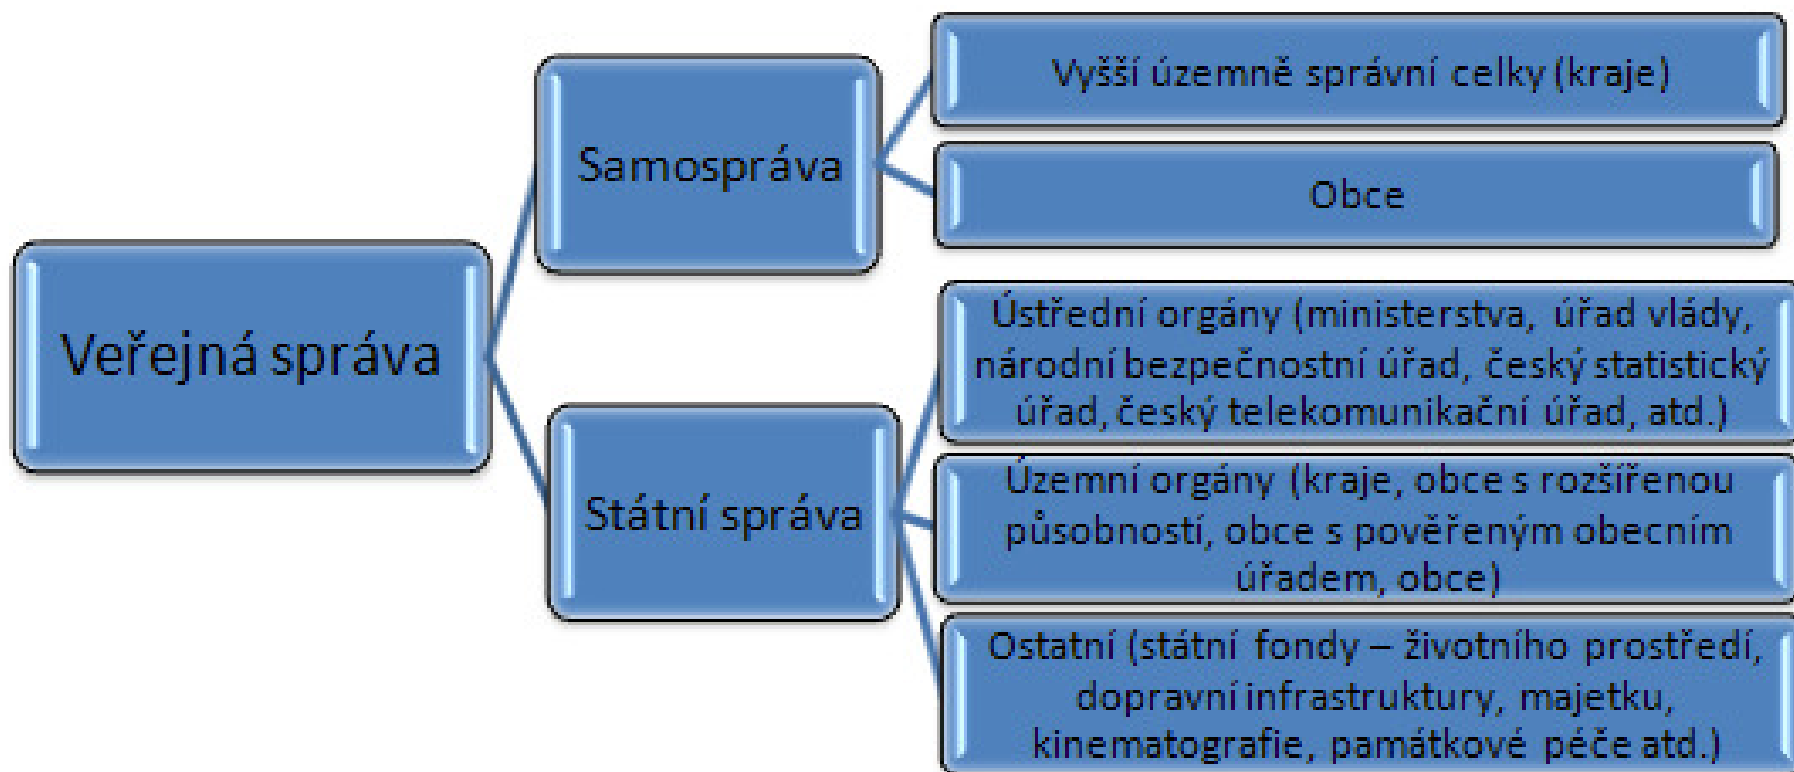 Veřejná správa
Samospráva
Vyšší územně správní celky (kraje)
Obce
Státní správa
Ústřední orgány (ministerstva, úřad vlády,
národní bezpečnostní úřad, český statistický
úřad, český telekomunikační úřad, atd.)
Územní orgány (kraje, obce s rozšířenou
působností, obce s pověřeným obecním
úřadem, obce)
Ostatní (státní fondy – životního prostředí,
dopravní infrastruktury, majetku,
kinematografie, památkové péče atd.)